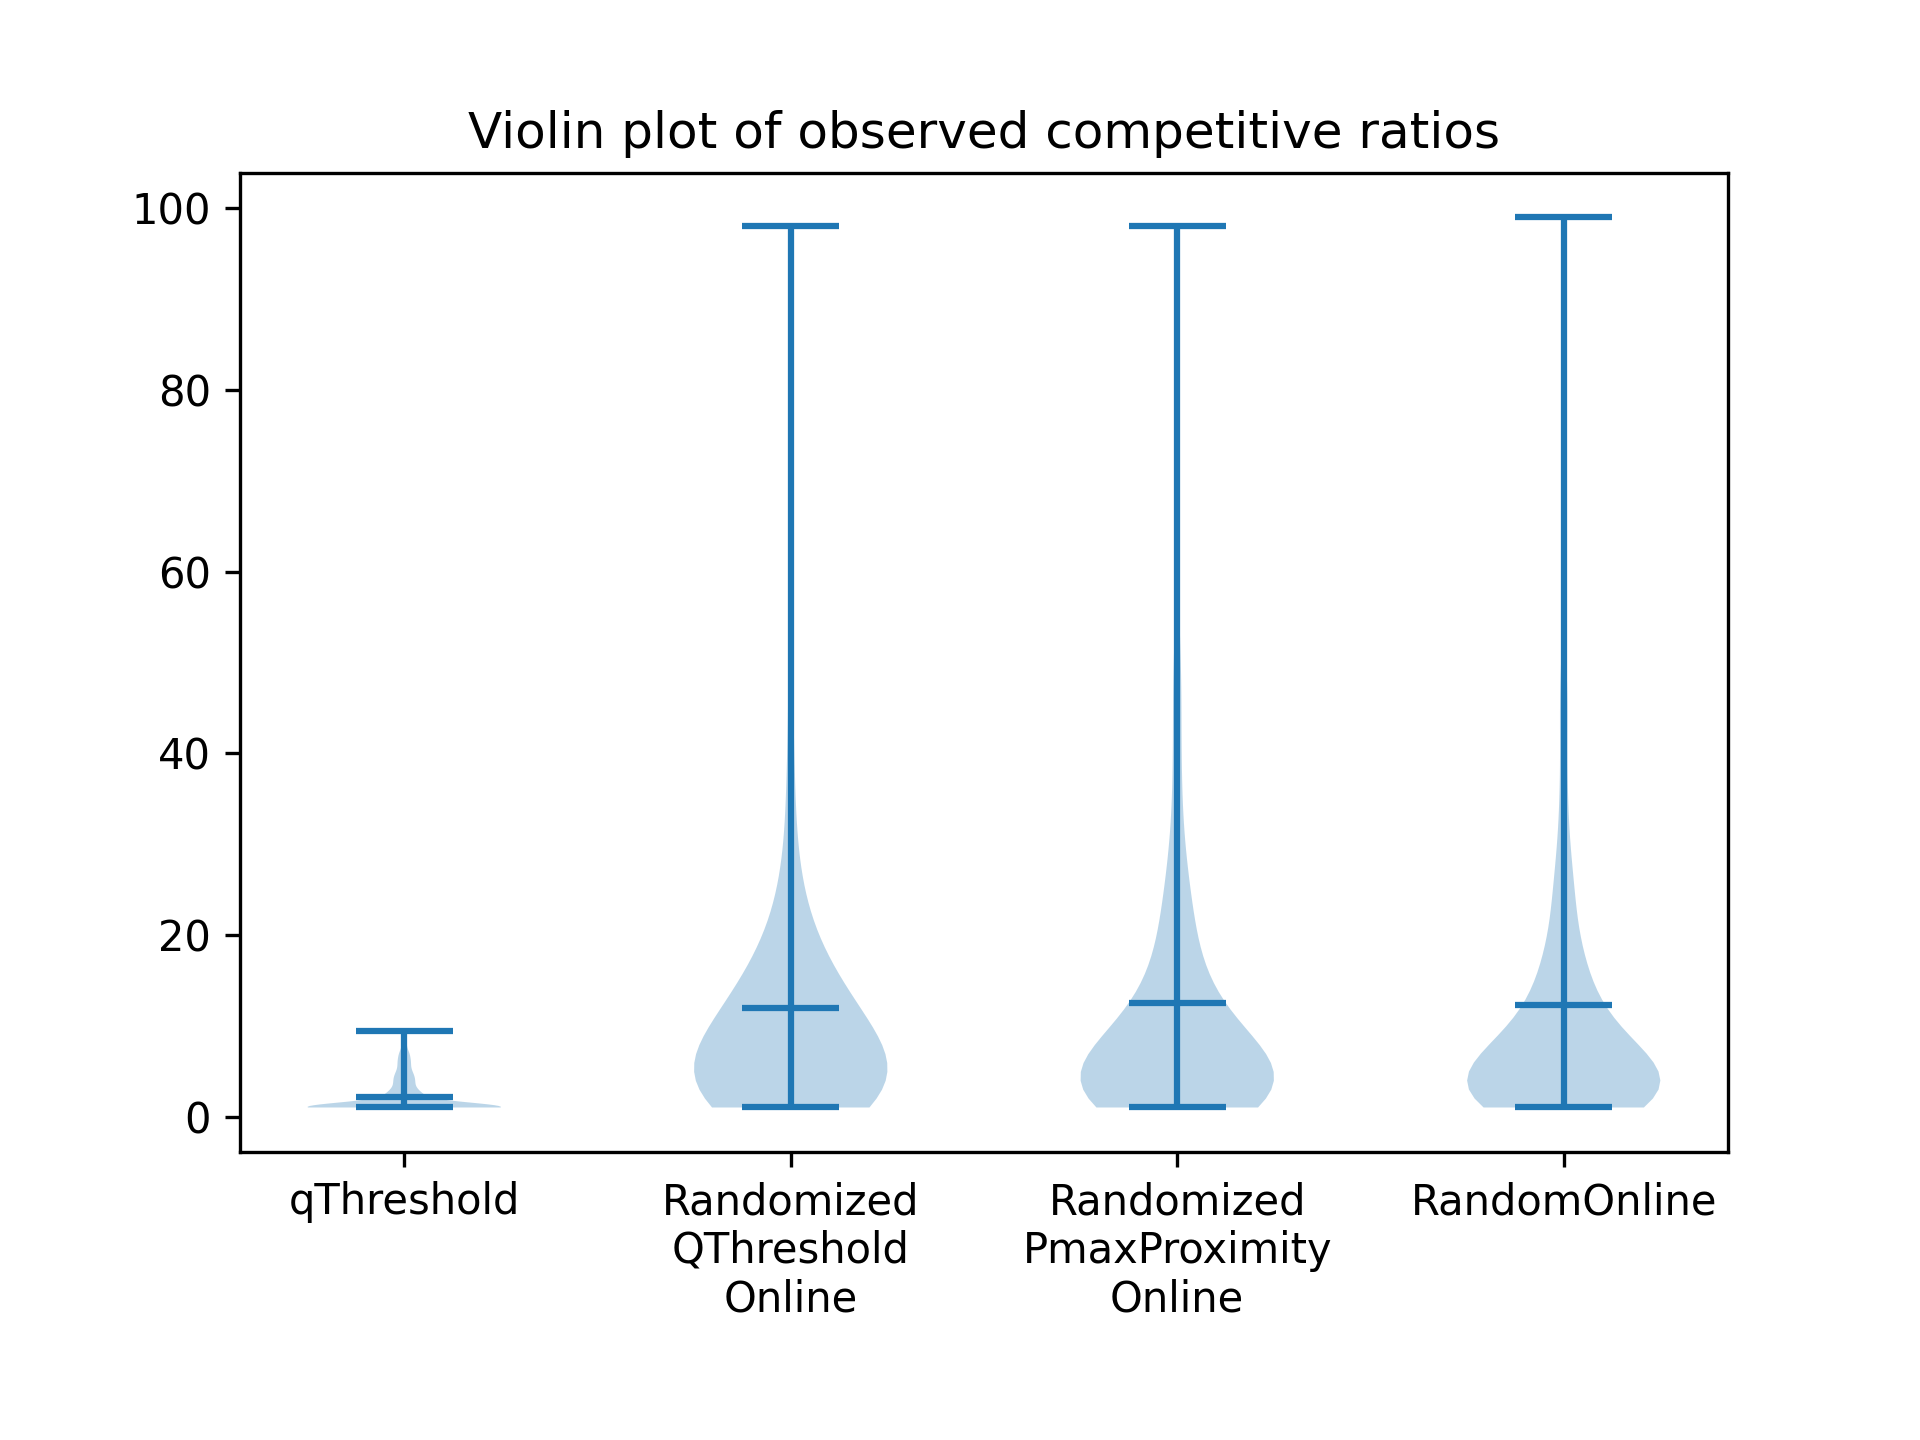 Violin plot of observed competitive ratios
100
80
60
40
20
0
qThreshold
Randomized
QThreshold
Online
Randomized
PmaxProximity
Online
RandomOnline